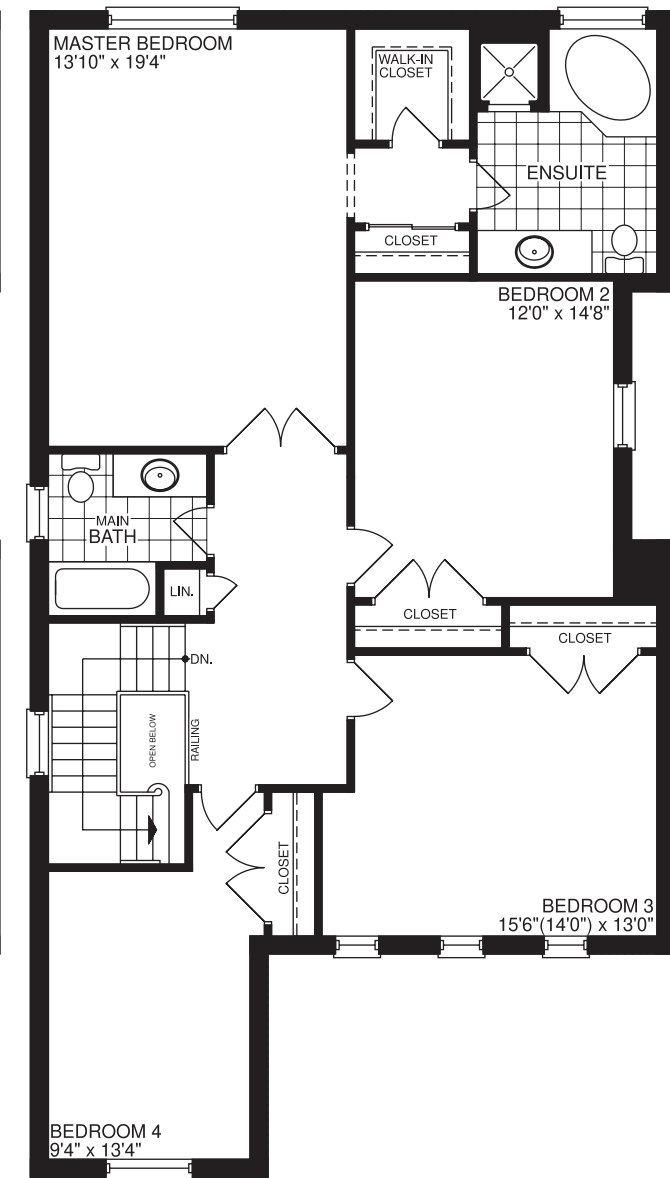 MASTER BEDROOM
13'10" x 19'4"
WALK-IN
CLOSET
ENSUITE
CLOSET
BEDROOM 2
12'0" x 14'8"
MAIN
BATH
LIN.
CLOSET
CLOSET
DN.
OPEN BELOW
RAILING
CLOSET
BEDROOM 3
15'6"(14'0") x 13'0"
BEDROOM 4
9'4" x 13'4"